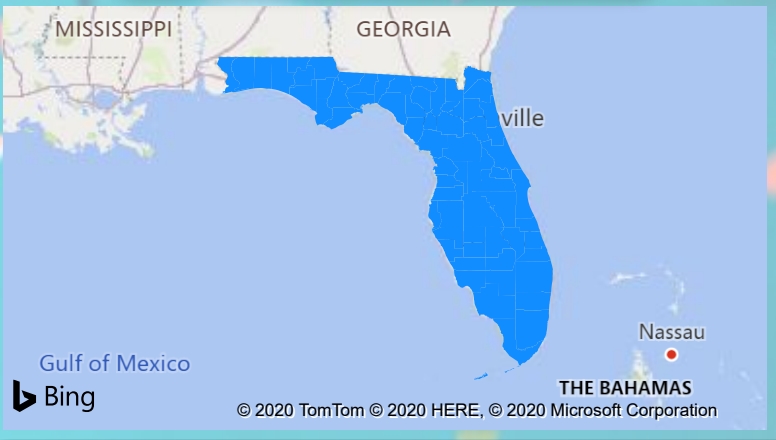 MISSISSIPPI
GEORGIA
ville
Nassau
Gulf of Mexico
THE BAHAMAS
Bing
© 2020 TomTom © 2020 HERE, © 2020 Microsoft Corporation